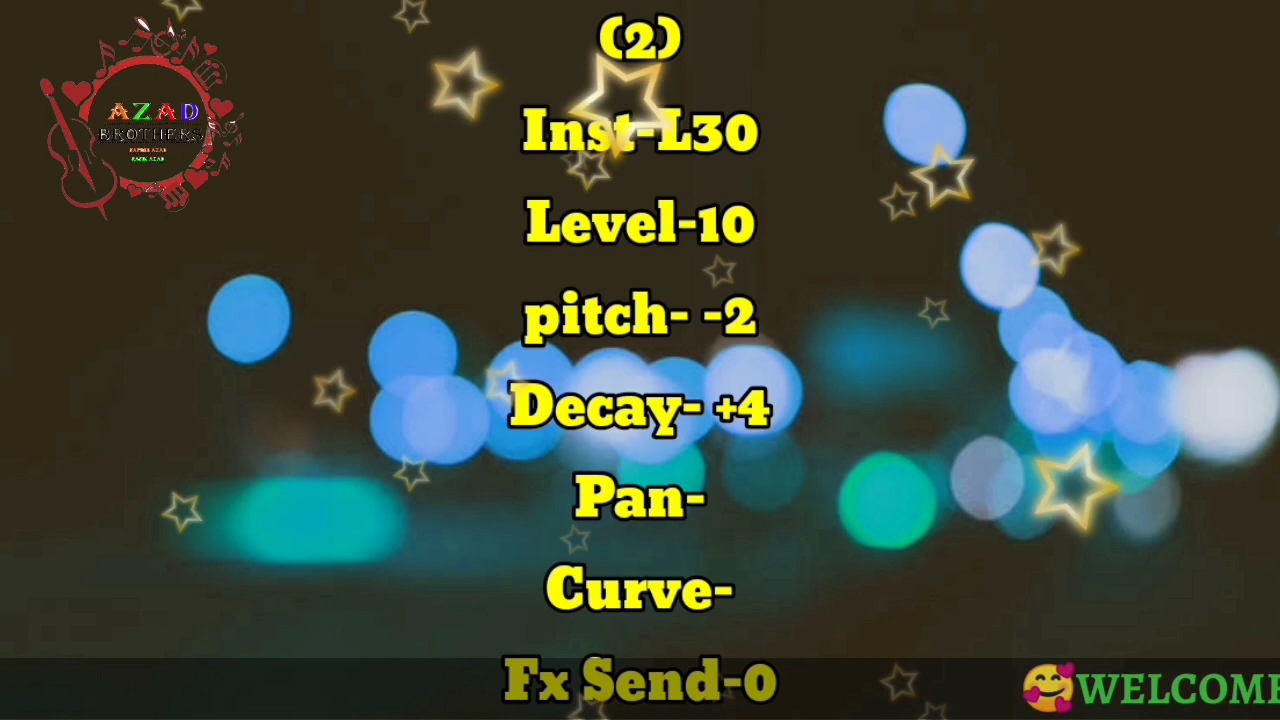 AZAD
BROTHERS
(2)
Inst-L30
Level-10
pitch- -2
Decay- +4
Pan-
Curve-
Fx Send-0
WELCOME